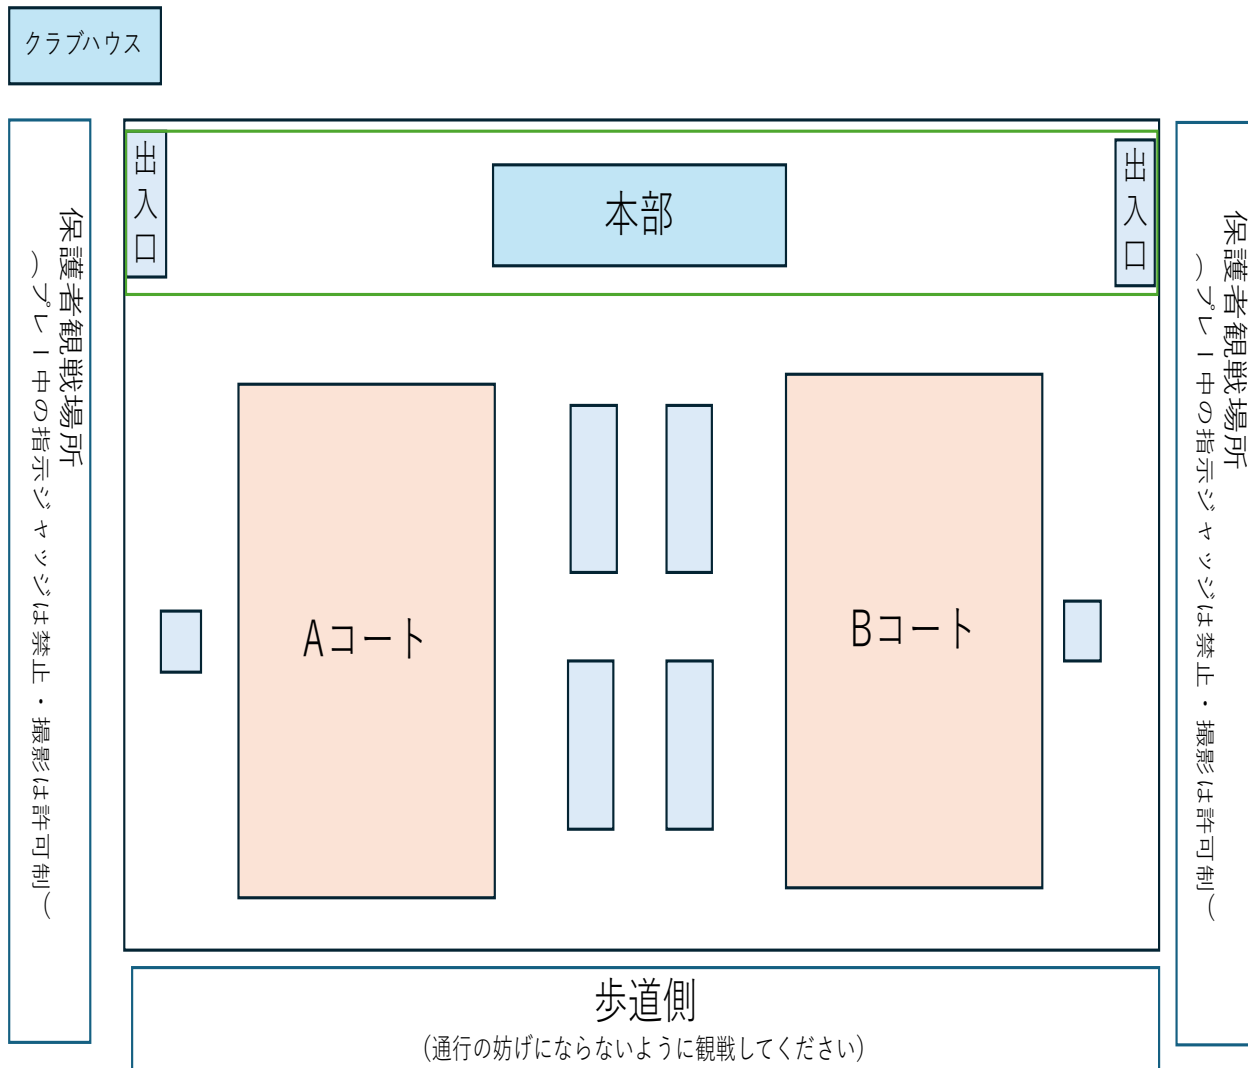 クラブハウス
出入口
本部
出入口
保護者観戦場所
（プレー中の指示ジャッジは禁止・撮影は許可制）
Aコート
Bコート
保護者観戦場所
（プレー中の指示ジャッジは禁止・撮影は許可制）
歩道側
（通行の妨げにならないように観戦してください）